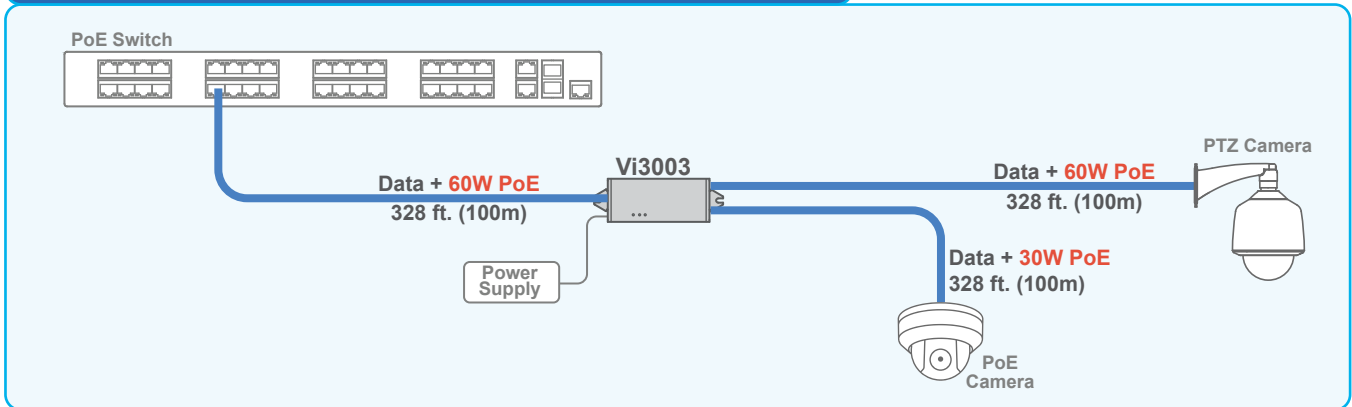 PoE Switch
Vi3003
PTZ Camera
Data + 60W PoE
328 ft. (100m)
Data + 60W PoE
328 ft. (100m)
Data + 30W PoE
328 ft. (100m)
Power
Supply
PoE
Camera